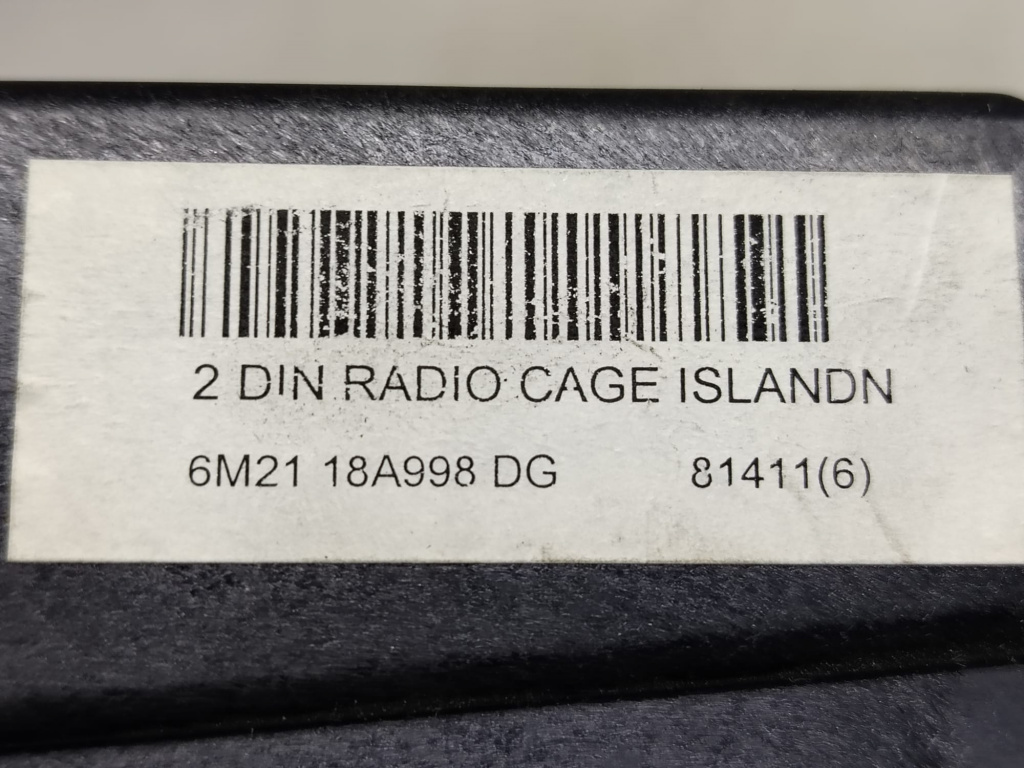 2 DIN RADIO CAGE ISLANDN
6M21 18A998 DG 81411(6)